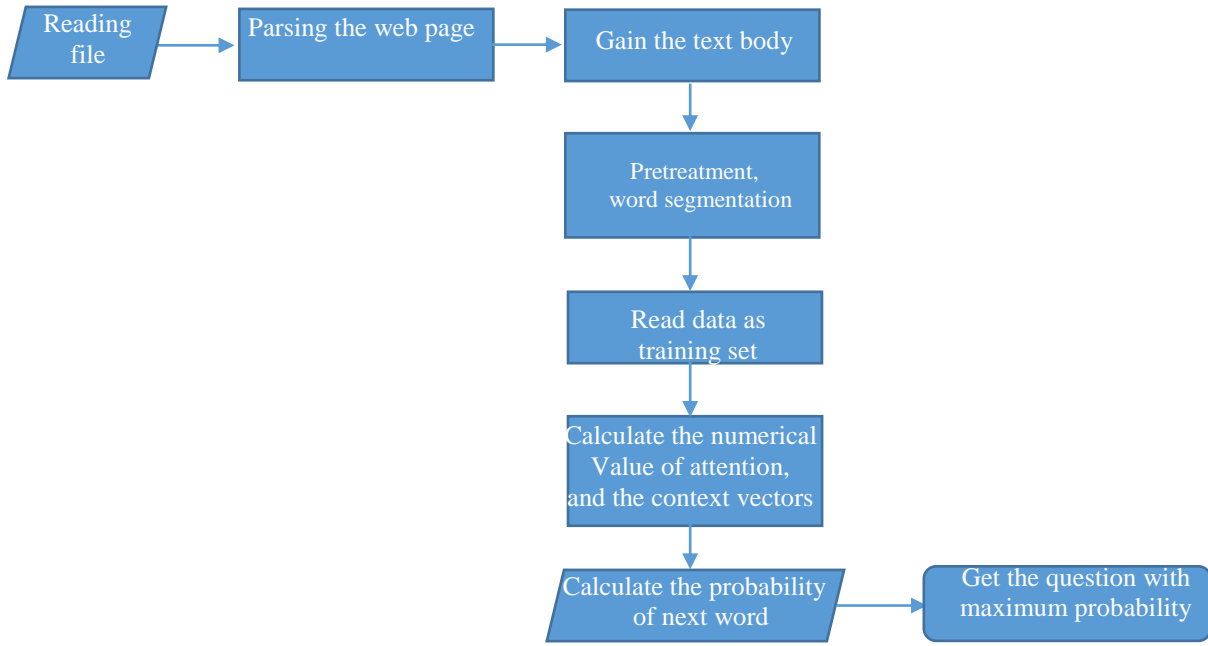 Reading
file
Parsing the web page
Gain the text body
Pretreatment,
word segmentation
Read data as
training set
Calculate the numerical
Value of attention,
and the context vectors
Calculate the probability
of next word
Get the question with
maximum probability